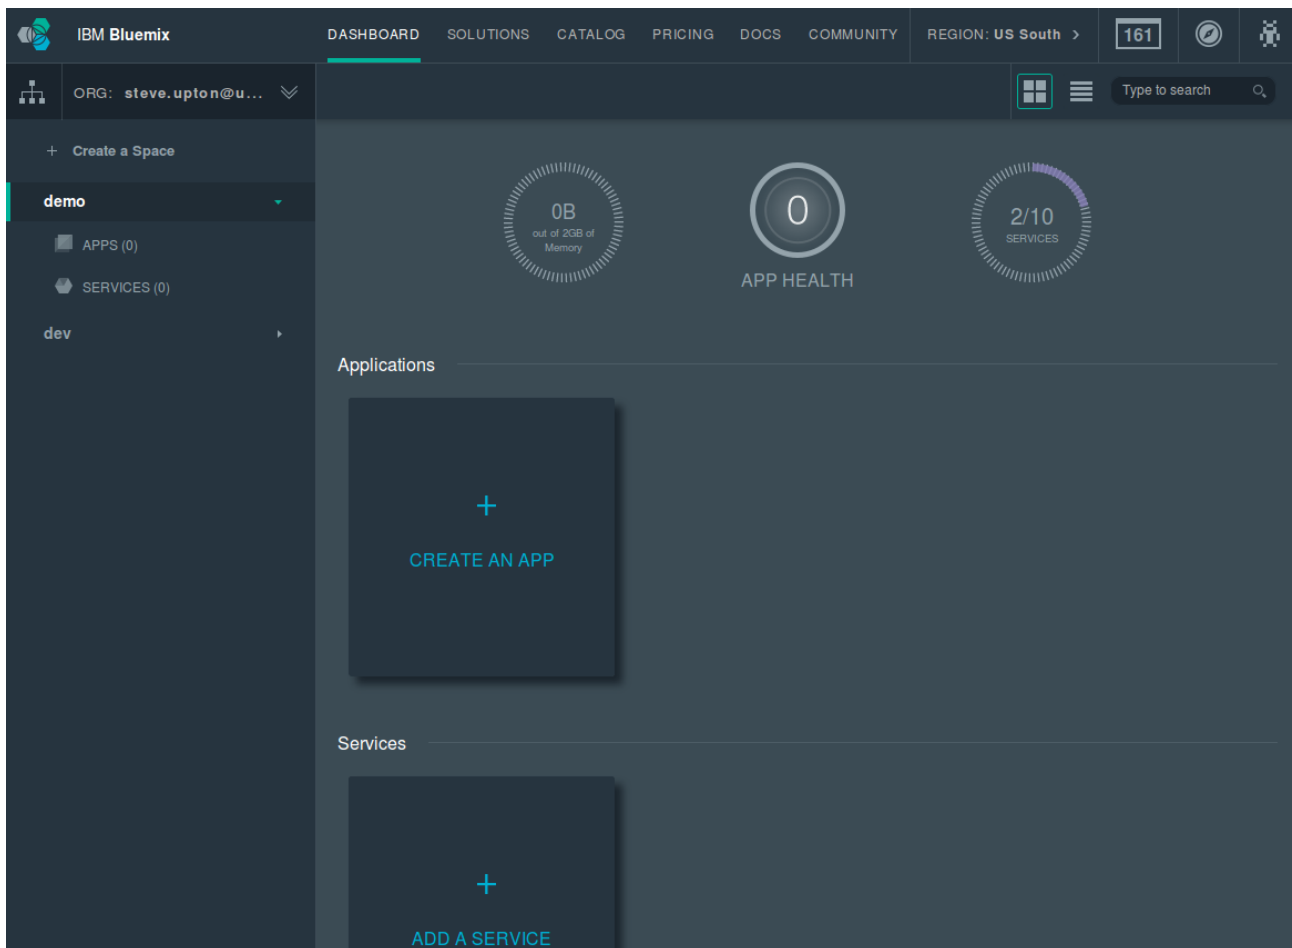 IBM Bluemix
DASHBOARD SOLUTIONS CATALOG PRICING DOCS COMMUNITY REGION: US South > 161
ORG: steve.upton@u...
Type to search
+ Create a Space
demo
APPS (0)
SERVICES (0)
dev
0B
out of 2GB of
Memory
0
APP HEALTH
2/10
SERVICES
Applications
+
CREATE AN APP
Services
+
ADD A SERVICE